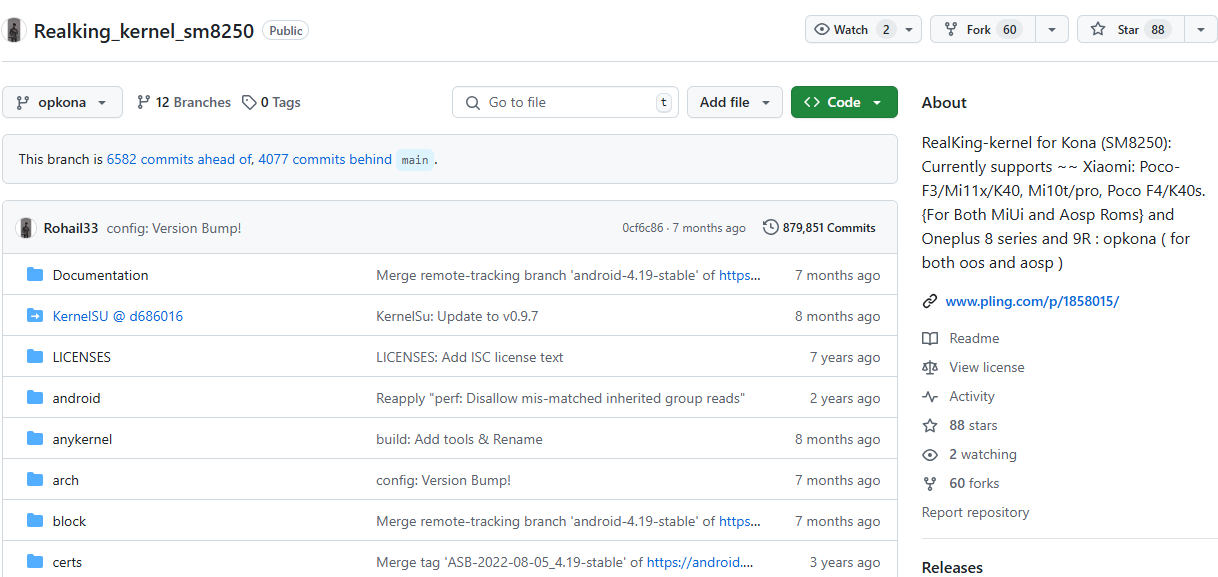 Realking_kernel_sm8250 Public Watch 2 Fork 60 Star 88
opkona 12 Branches 0 Tags Go to file t Add file Code
This branch is 6582 commits ahead of, 4077 commits behind main .
Rohail33 config: Version Bump! 0cf6c86 · 7 months ago 879,851 Commits
Documentation Merge remote-tracking branch 'android-4.19-stable' of https... 7 months ago
KernelSU @ d686016 KernelSu: Update to v0.9.7 8 months ago
LICENSES LICENSES: Add ISC license text 7 years ago
android Reapply "perf: Disallow mis-matched inherited group reads" 2 years ago
anykernel build: Add tools & Rename 8 months ago
arch config: Version Bump! 7 months ago
block Merge remote-tracking branch 'android-4.19-stable' of https... 7 months ago
certs Merge tag 'ASB-2022-08-05_4.19-stable' of https://android.... 3 years ago
About
RealKing-kernel for Kona (SM8250):
Currently supports ~~ Xiaomi: Poco-
F3/Mi11x/K40, Mi10t/pro, Poco F4/K40s.
{For Both MiUi and Aosp Roms} and
Oneplus 8 series and 9R : opkona ( for
both oos and aosp )
www.pling.com/p/1858015/
Readme
View license
Activity
88 stars
2 watching
60 forks
Report repository
Releases